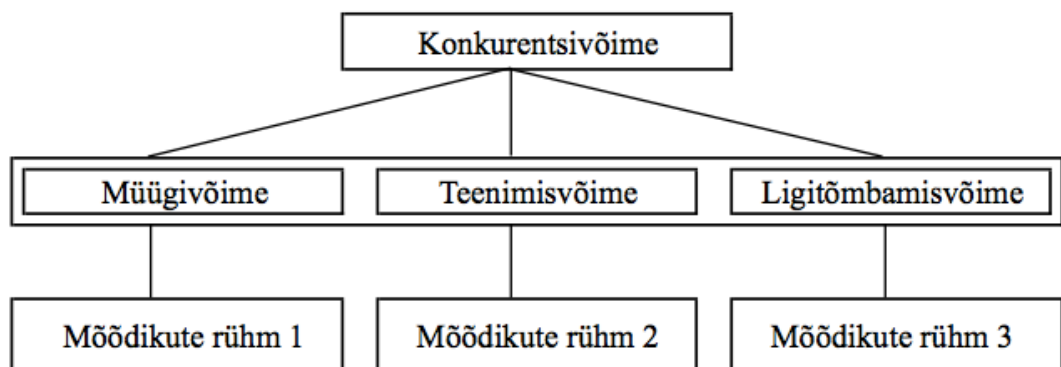 Konkurentsivõime
Müügivõime
Teenimisvõime
Ligitõmbamisvõime
Mõõdikute rühm 1
Mõõdikute rühm 2
Mõõdikute rühm 3